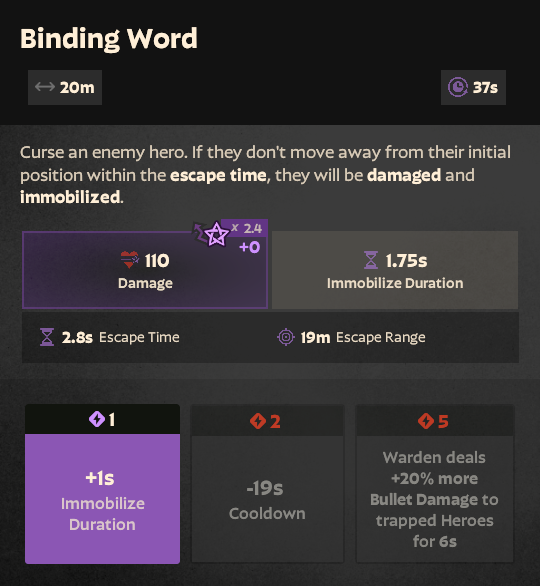 Binding Word
20m
37s
Curse an enemy hero. If they don't move away from their initial
position within the escape time, they will be damaged and
immobilized.
x 2.4
+0
110
Damage
1.75s
Immobilize Duration
2.8s Escape Time
19m Escape Range
1
+1s
Immobilize
Duration
2
-19s
Cooldown
5
Warden deals
+20% more
Bullet Damage to
trapped Heroes
for 6s